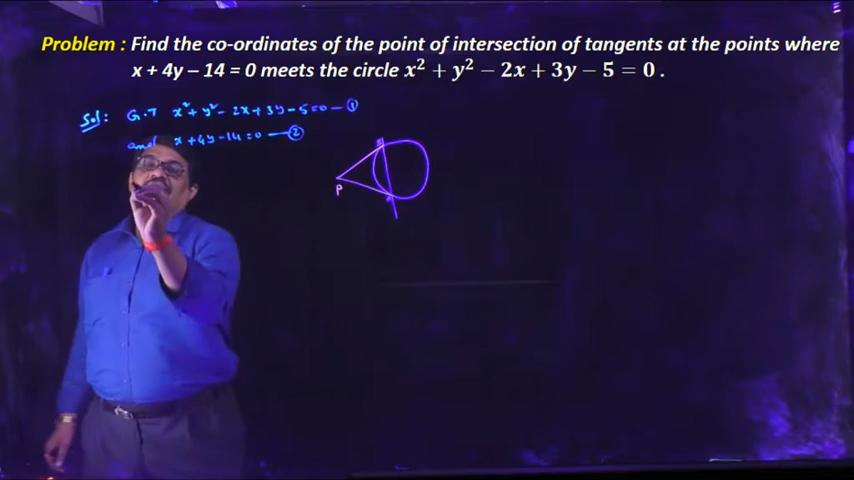 Problem : Find the co-ordinates of the point of intersection of tangents at the points where
x + 4y – 14 = 0 meets the circle x² + y² − 2x + 3y − 5 = 0 .
Sol: G.T x²+y²-2x+3y-5=0 — ①
and x+4y-14=0 — ②
P